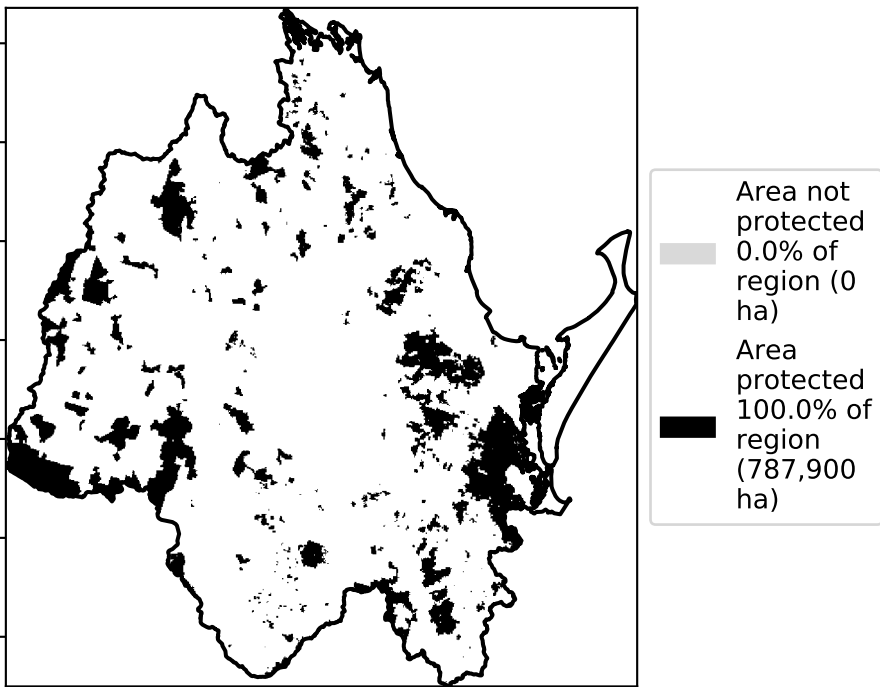 Area not
protected
0.0% of
region (0
ha)
Area
protected
100.0% of
region
(787,900
ha)